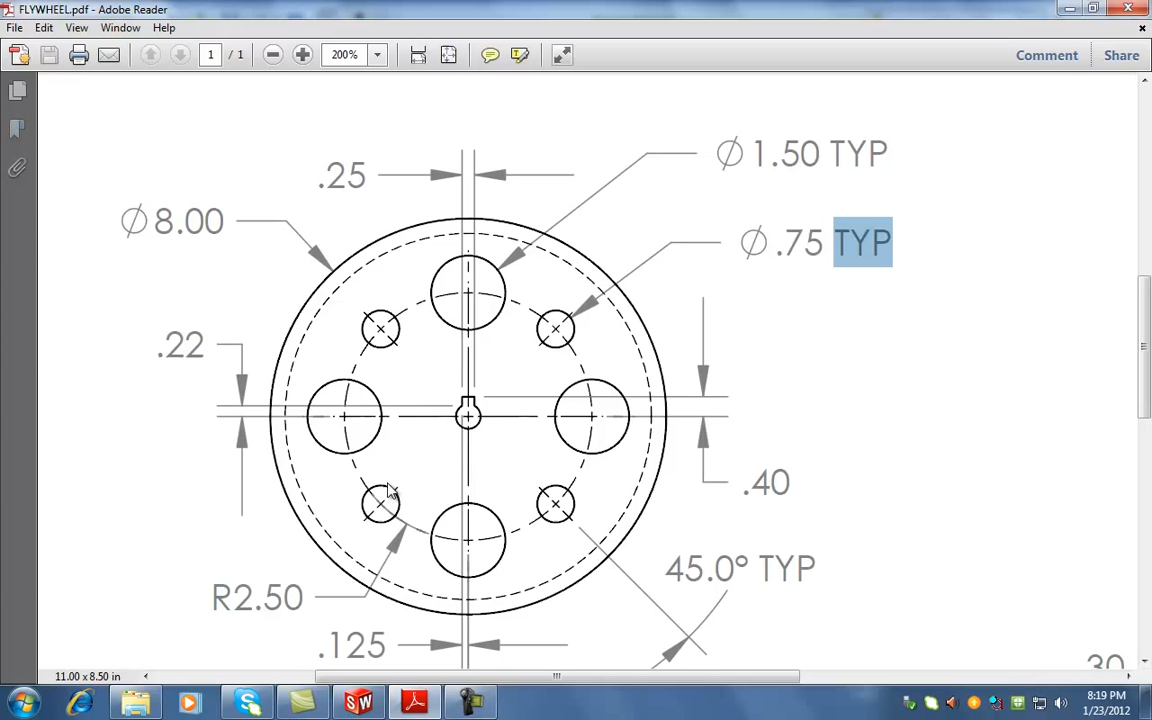 FLYWHEEL.pdf - Adobe Reader
File Edit View Window Help
1 / 1 200% Comment Share
Ø1.50 TYP
.25
Ø8.00
Ø.75 TYP
.22
.40
45.0° TYP
R2.50
.125
11.00 x 8.50 in
8:19 PM
1/23/2012